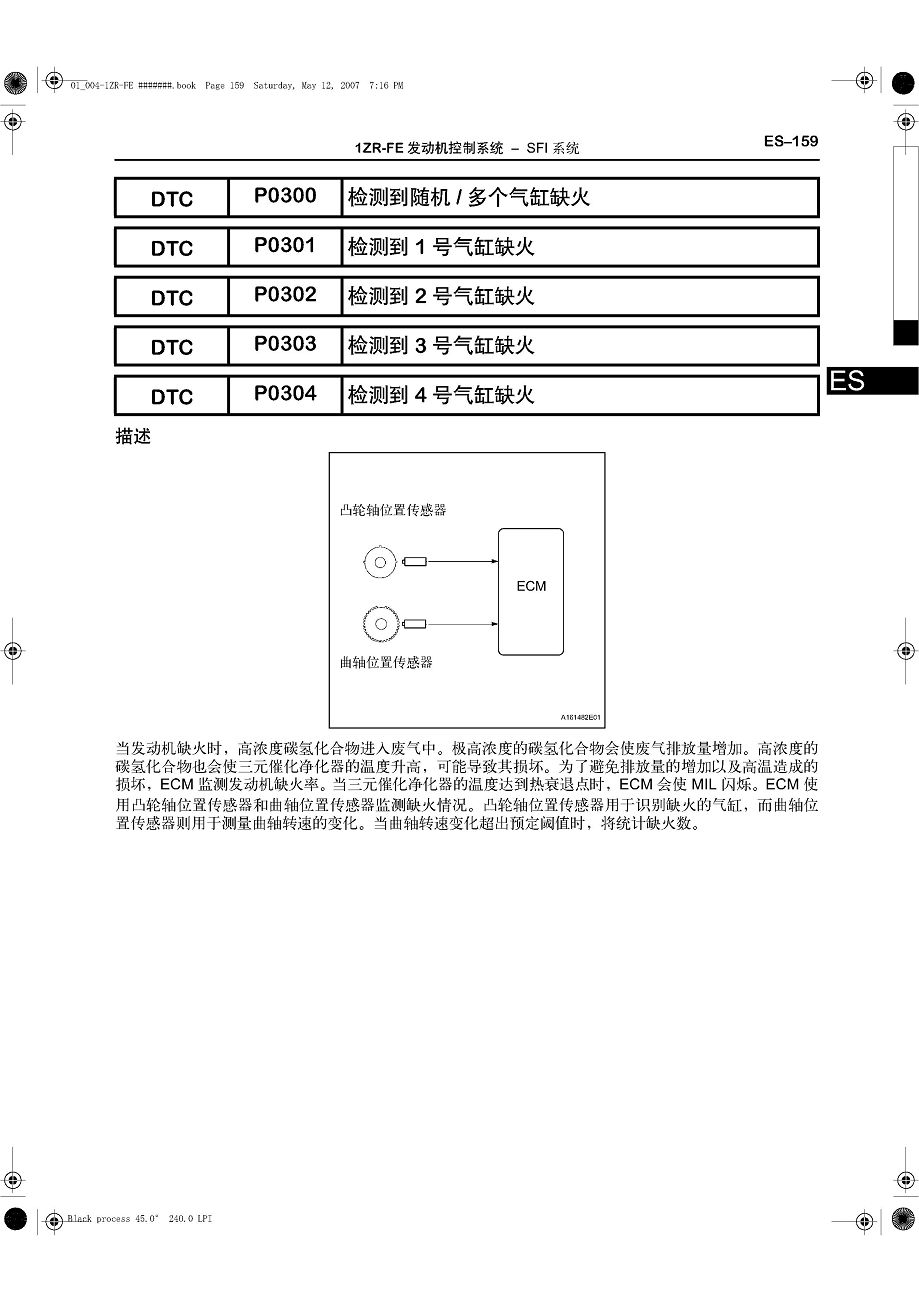 01_004-1ZR-FE #######.book  Page 159  Saturday, May 12, 2007  7:16 PM
1ZR-FE 发动机控制系统 – SFI 系统
ES–159
DTC P0300 检测到随机 / 多个气缸缺火
DTC P0301 检测到 1 号气缸缺火
DTC P0302 检测到 2 号气缸缺火
DTC P0303 检测到 3 号气缸缺火
DTC P0304 检测到 4 号气缸缺火
ES
描述
凸轮轴位置传感器
ECM
曲轴位置传感器
A161482E01
当发动机缺火时，高浓度碳氢化合物进入废气中。极高浓度的碳氢化合物会使废气排放量增加。高浓度的
碳氢化合物也会使三元催化净化器的温度升高，可能导致其损坏。为了避免排放量的增加以及高温造成的
损坏，ECM 监测发动机缺火率。当三元催化净化器的温度达到热衰退点时，ECM 会使 MIL 闪烁。ECM 使
用凸轮轴位置传感器和曲轴位置传感器监测缺火情况。凸轮轴位置传感器用于识别缺火的气缸，而曲轴位
置传感器则用于测量曲轴转速的变化。当曲轴转速变化超出预定阈值时，将统计缺火数。
Black process 45.0° 240.0 LPI